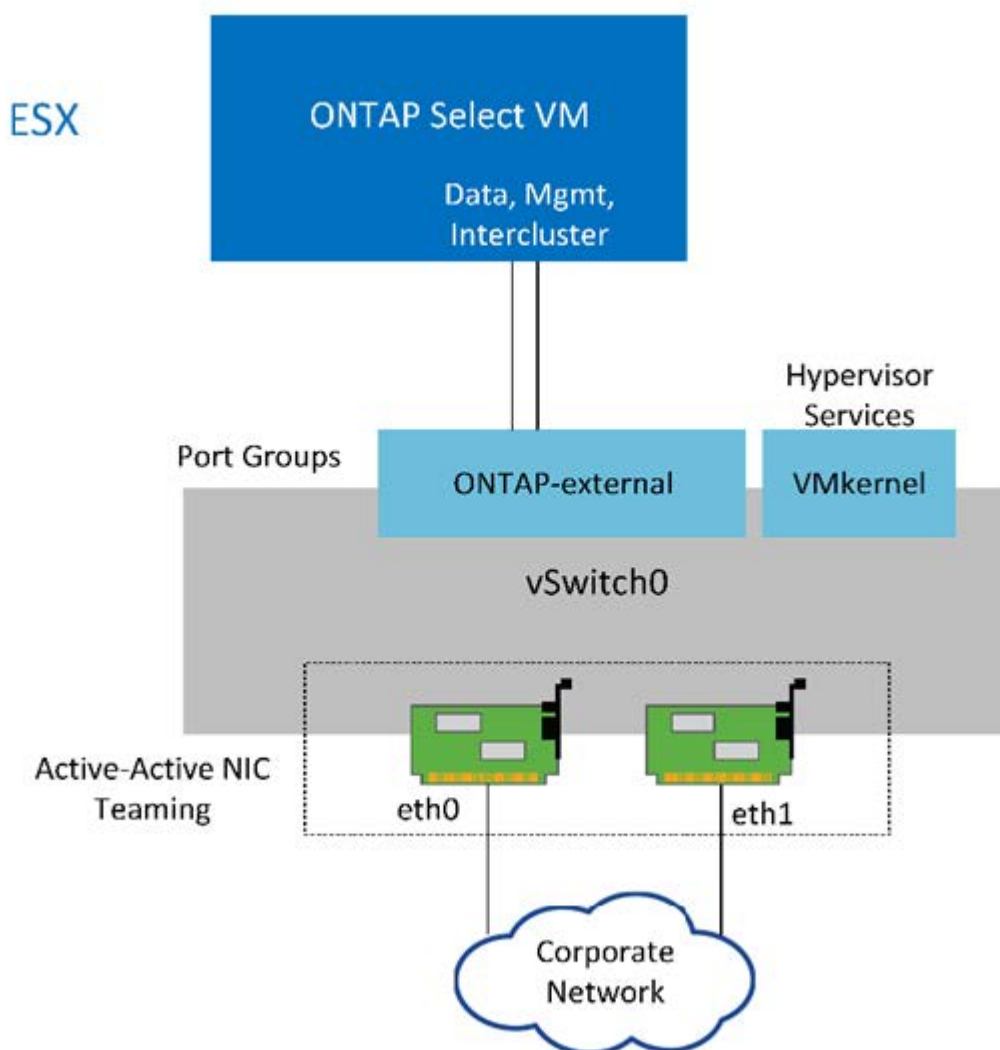 ESX
ONTAP Select VM
Data, Mgmt,
Intercluster
Hypervisor
Services
Port Groups
ONTAP-external
VMkernel
vSwitch0
Active-Active NIC
Teaming
eth0
eth1
Corporate
Network